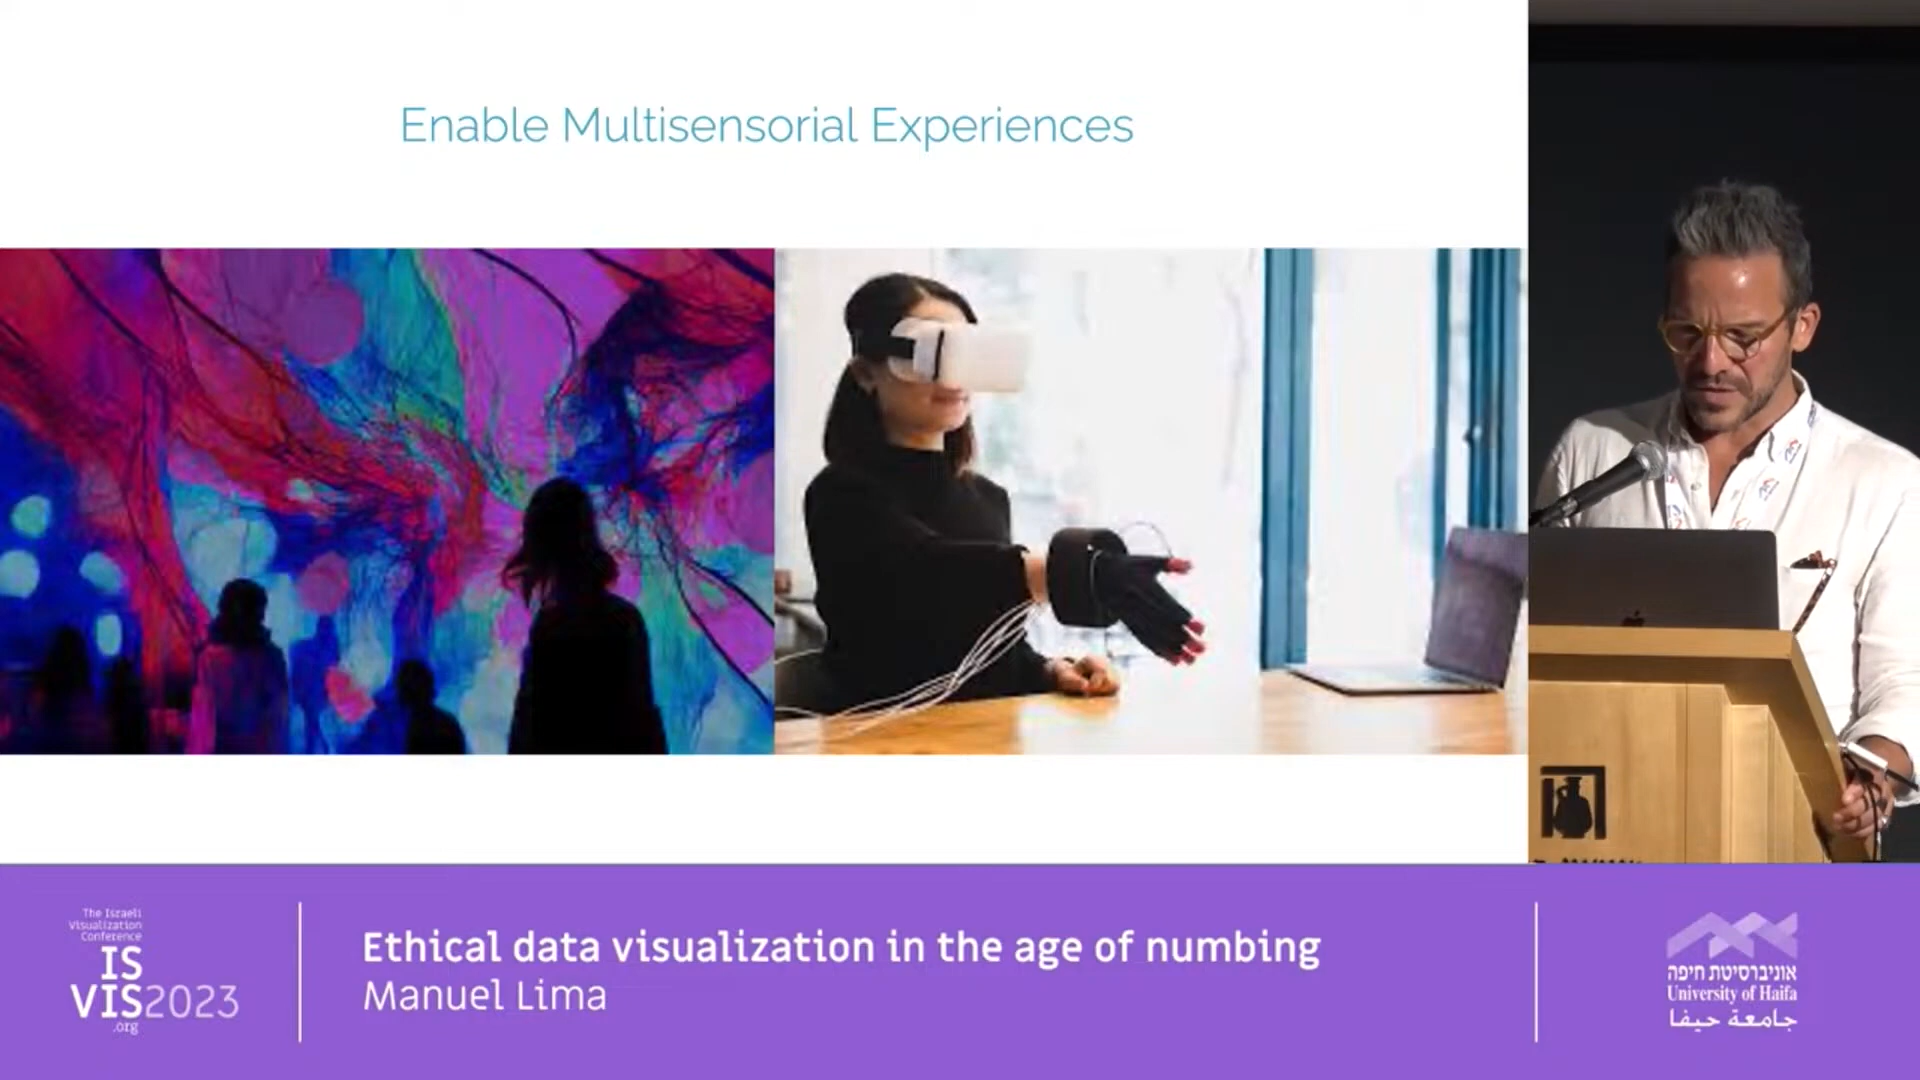 Enable Multisensorial Experiences
The Israeli
Visualization
Conference
IS
VIS2023
.org
Ethical data visualization in the age of numbing
Manuel Lima
אוניברסיטת חיפה
University of Haifa
جامعة حيفا